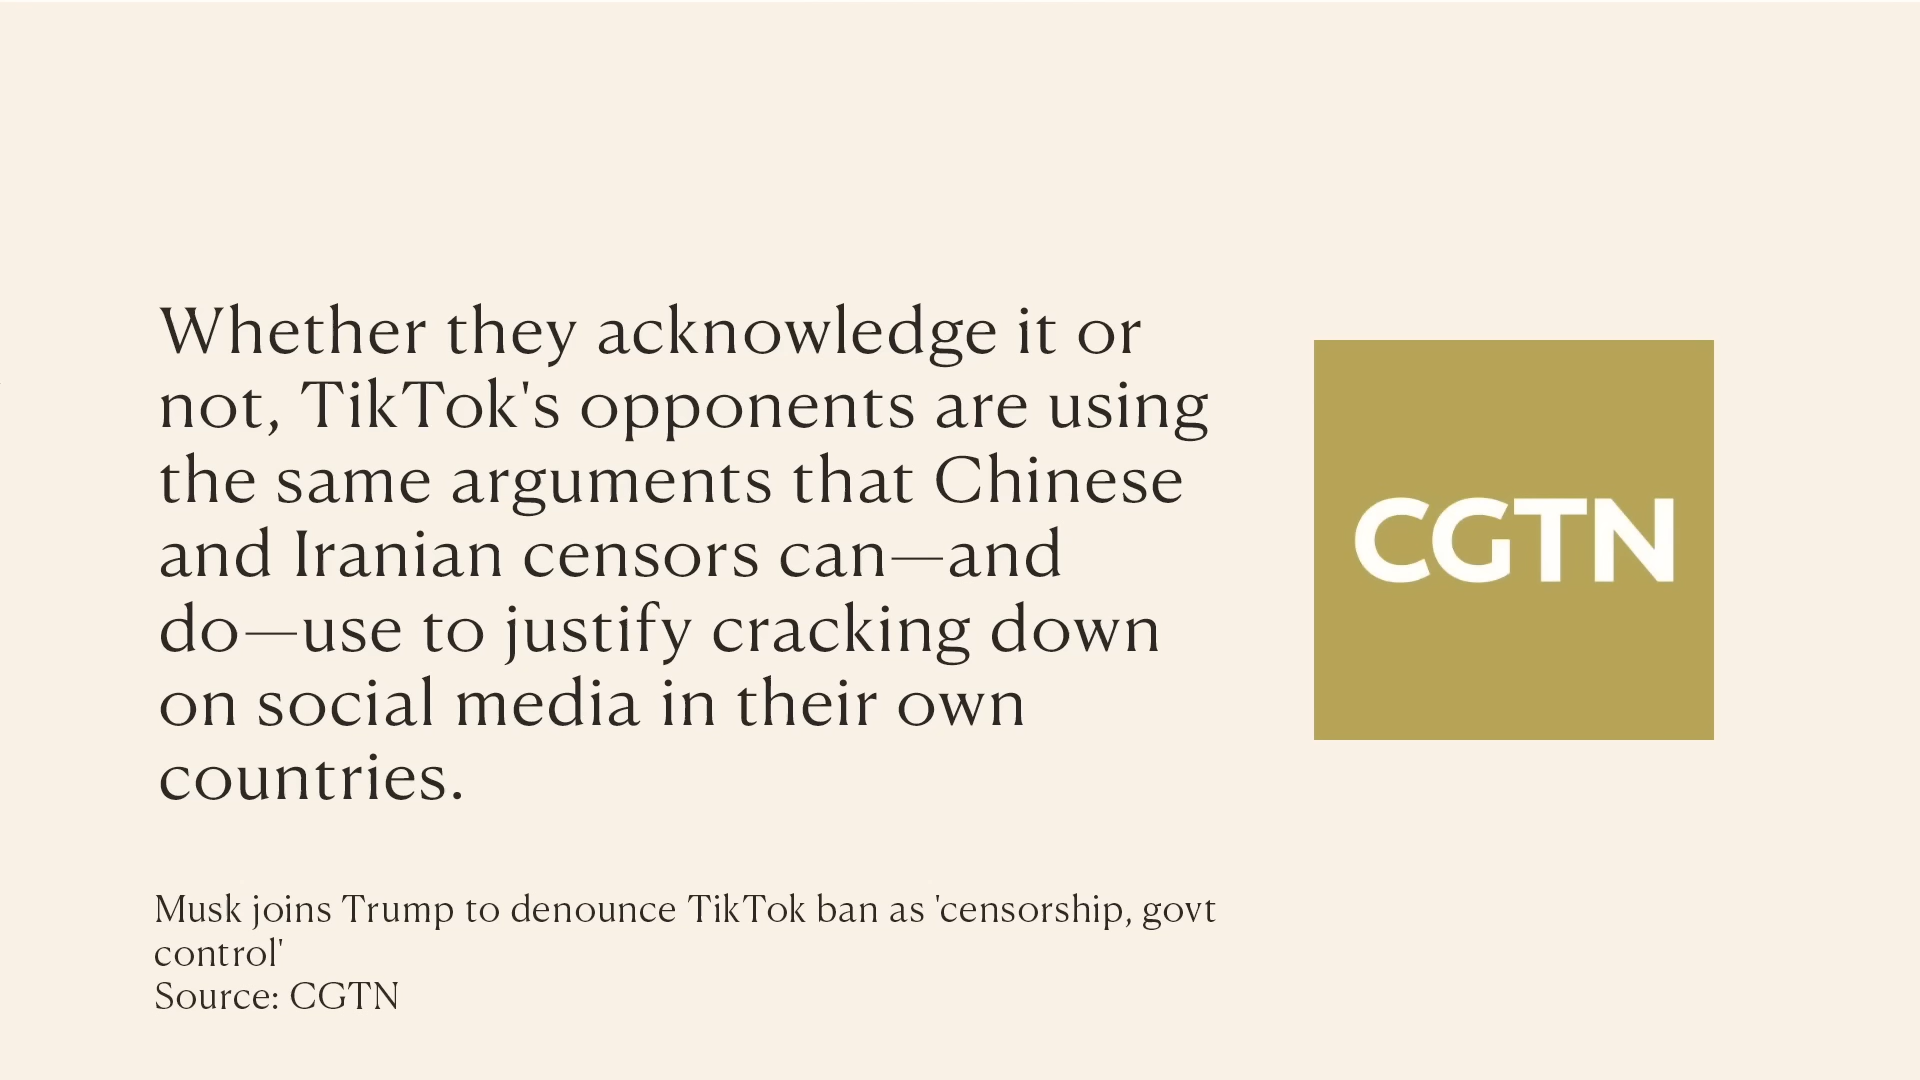 Whether they acknowledge it or
not, TikTok's opponents are using
the same arguments that Chinese
and Iranian censors can—and
do—use to justify cracking down
on social media in their own
countries.
CGTN
Musk joins Trump to denounce TikTok ban as 'censorship, govt
control'
Source: CGTN